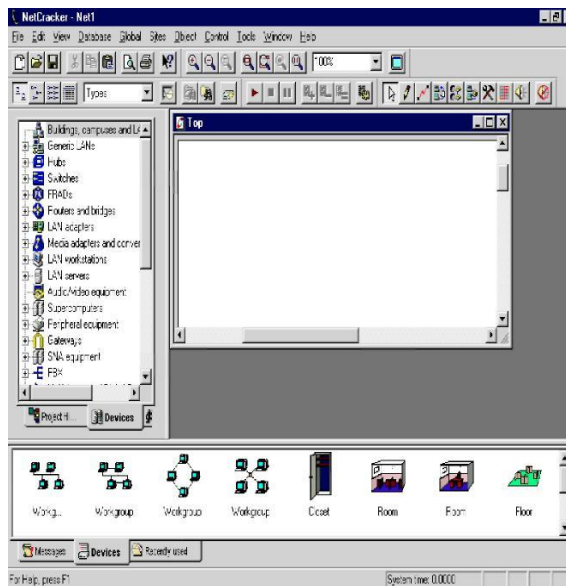 NetCracker - Net1
File Edit View Database Global Sites Object Control Tools Window Help
100%
Types
Top
Buildings, campuses and LA
Generic LANs
Hubs
Switches
FRADs
Routers and bridges
LAN adapters
Media adapters and conver
LAN workstations
LAN servers
Audio/video equipment
Supercomputers
Peripheral equipment
Gateways
SNA equipment
PBX
Project Hi...
Devices
Workg...
Workgroup
Workgroup
Workgroup
Closet
Room
Room
Floor
Messages
Devices
Recently used
For Help, press F1
System time: 0.0000